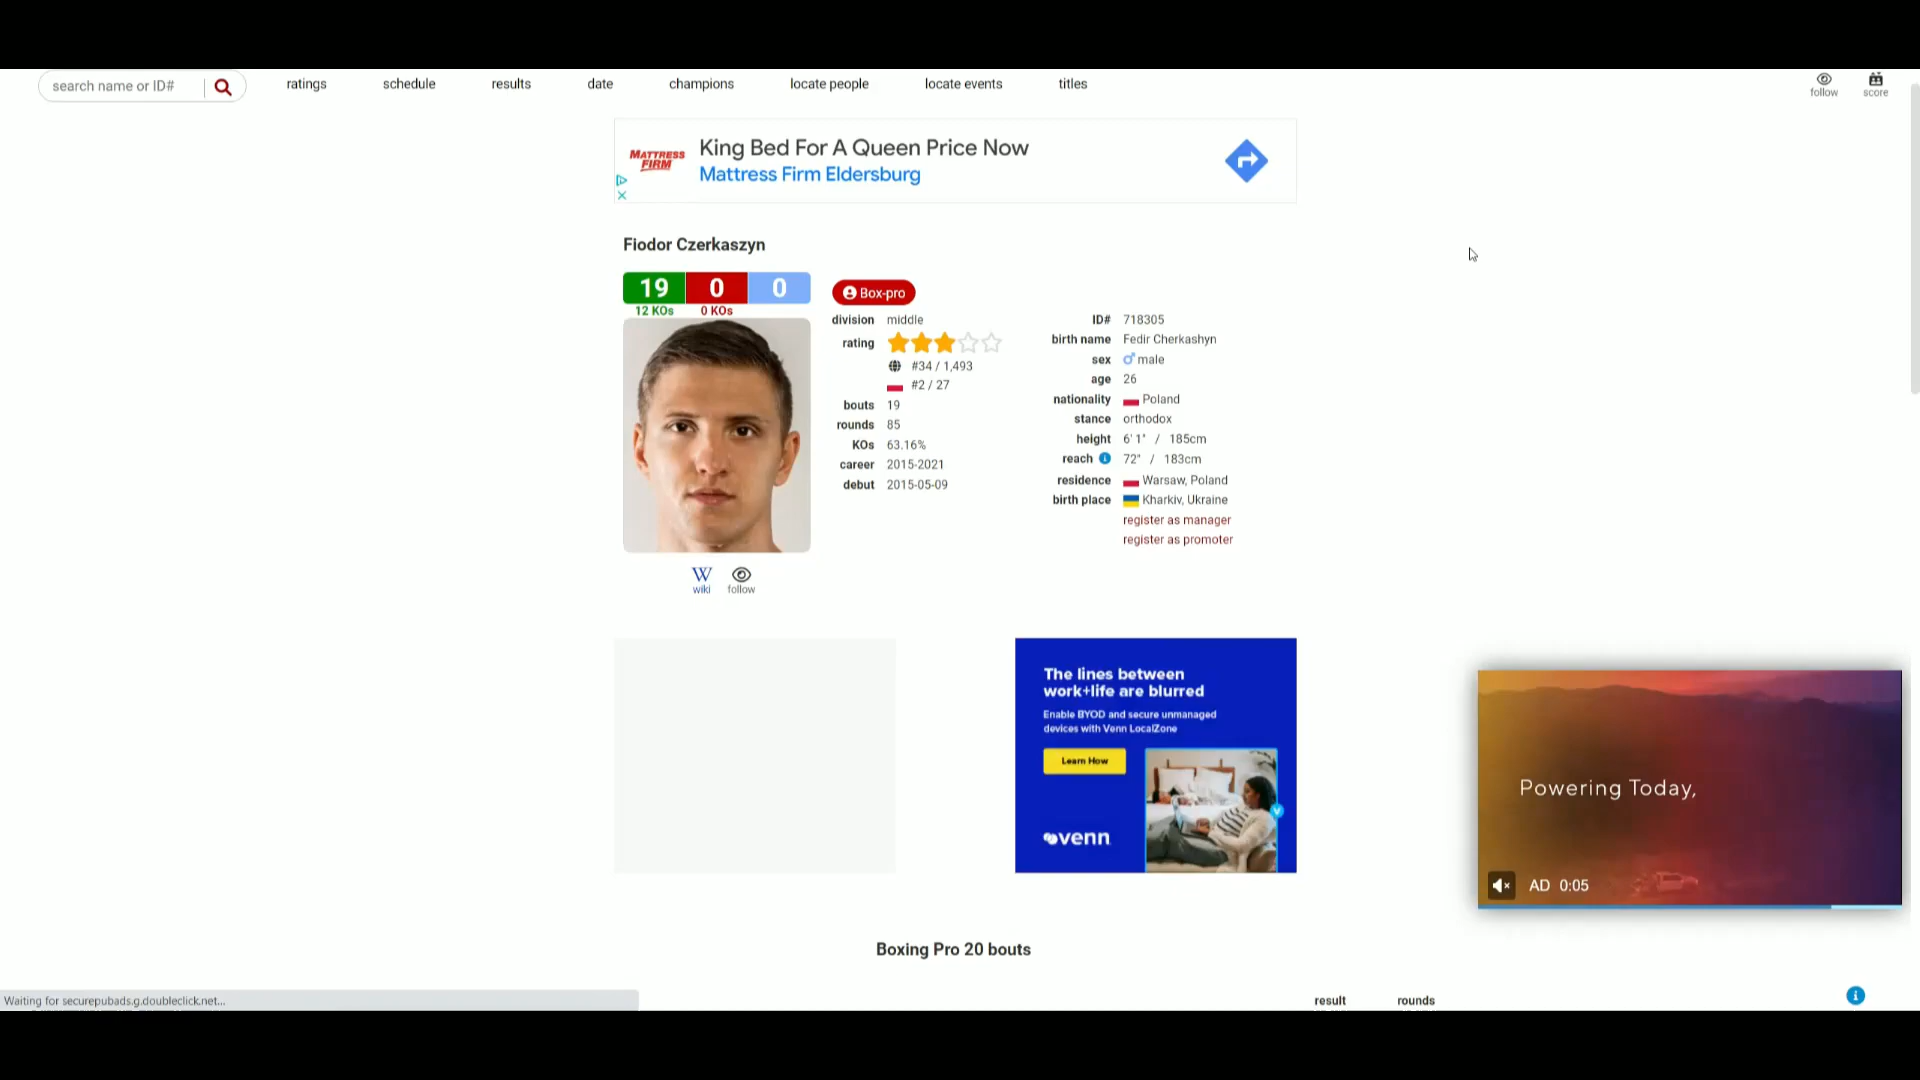 search name or ID#
ratings
schedule
results
date
champions
locate people
locate events
titles
follow
score
MATTRESS FIRM
King Bed For A Queen Price Now
Mattress Firm Eldersburg
Fiodor Czerkaszyn
19 0 0
12 KOs 0 KOs
Box-pro
division middle
rating
#34 / 1,493
#2 / 27
bouts 19
rounds 85
KOs 63.16%
career 2015-2021
debut 2015-05-09
ID# 718305
birth name Fedir Cherkashyn
sex male
age 26
nationality Poland
stance orthodox
height 6' 1" / 185cm
reach 72" / 183cm
residence Warsaw, Poland
birth place Kharkiv, Ukraine
register as manager
register as promoter
W
wiki
follow
The lines between
work+life are blurred
Enable BYOD and secure unmanaged
devices with Venn LocalZone
Learn How
venn
Powering Today,
AD 0:05
Boxing Pro 20 bouts
result rounds
Waiting for securepubads.g.doubleclick.net...